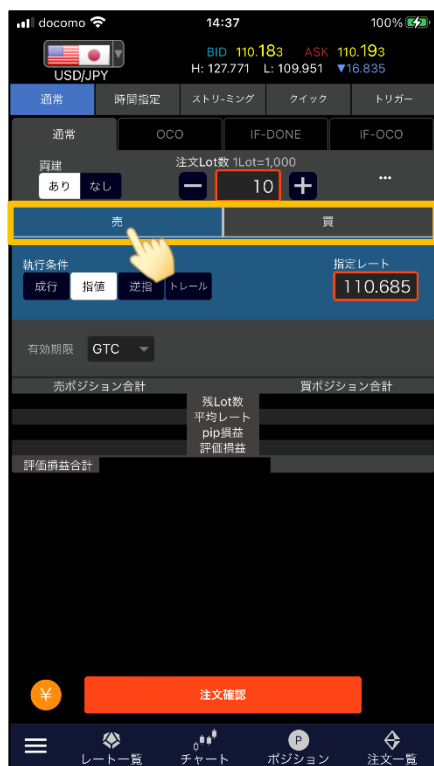 docomo 14:37 100%
BID 110.183 ASK 110.193
USD/JPY H: 127.771 L: 109.951 ▼16.835
通常 時間指定 ストリーミング クイック トリガー
通常 OCO IF-DONE IF-OCO
両建 注文Lot数 1Lot=1,000
あり なし − 10 + ...
売 買
執行条件 指定レート
成行 指値 逆指 トレール 110.685
有効期限 GTC
売ポジション合計 買ポジション合計
残Lot数
平均レート
pip損益
評価損益
評価損益合計
¥ 注文確認
レート一覧 チャート P ポジション 注文一覧